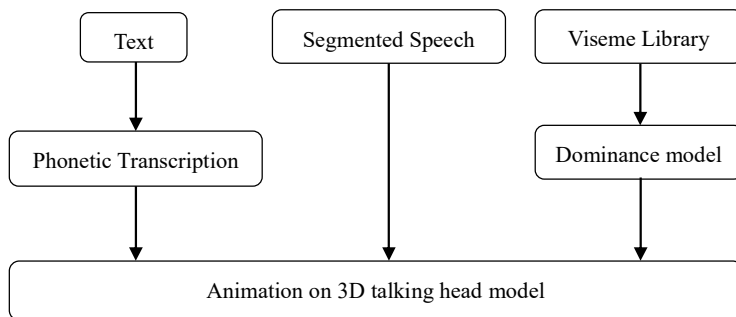 Text
Segmented Speech
Viseme Library
Phonetic Transcription
Dominance model
Animation on 3D talking head model